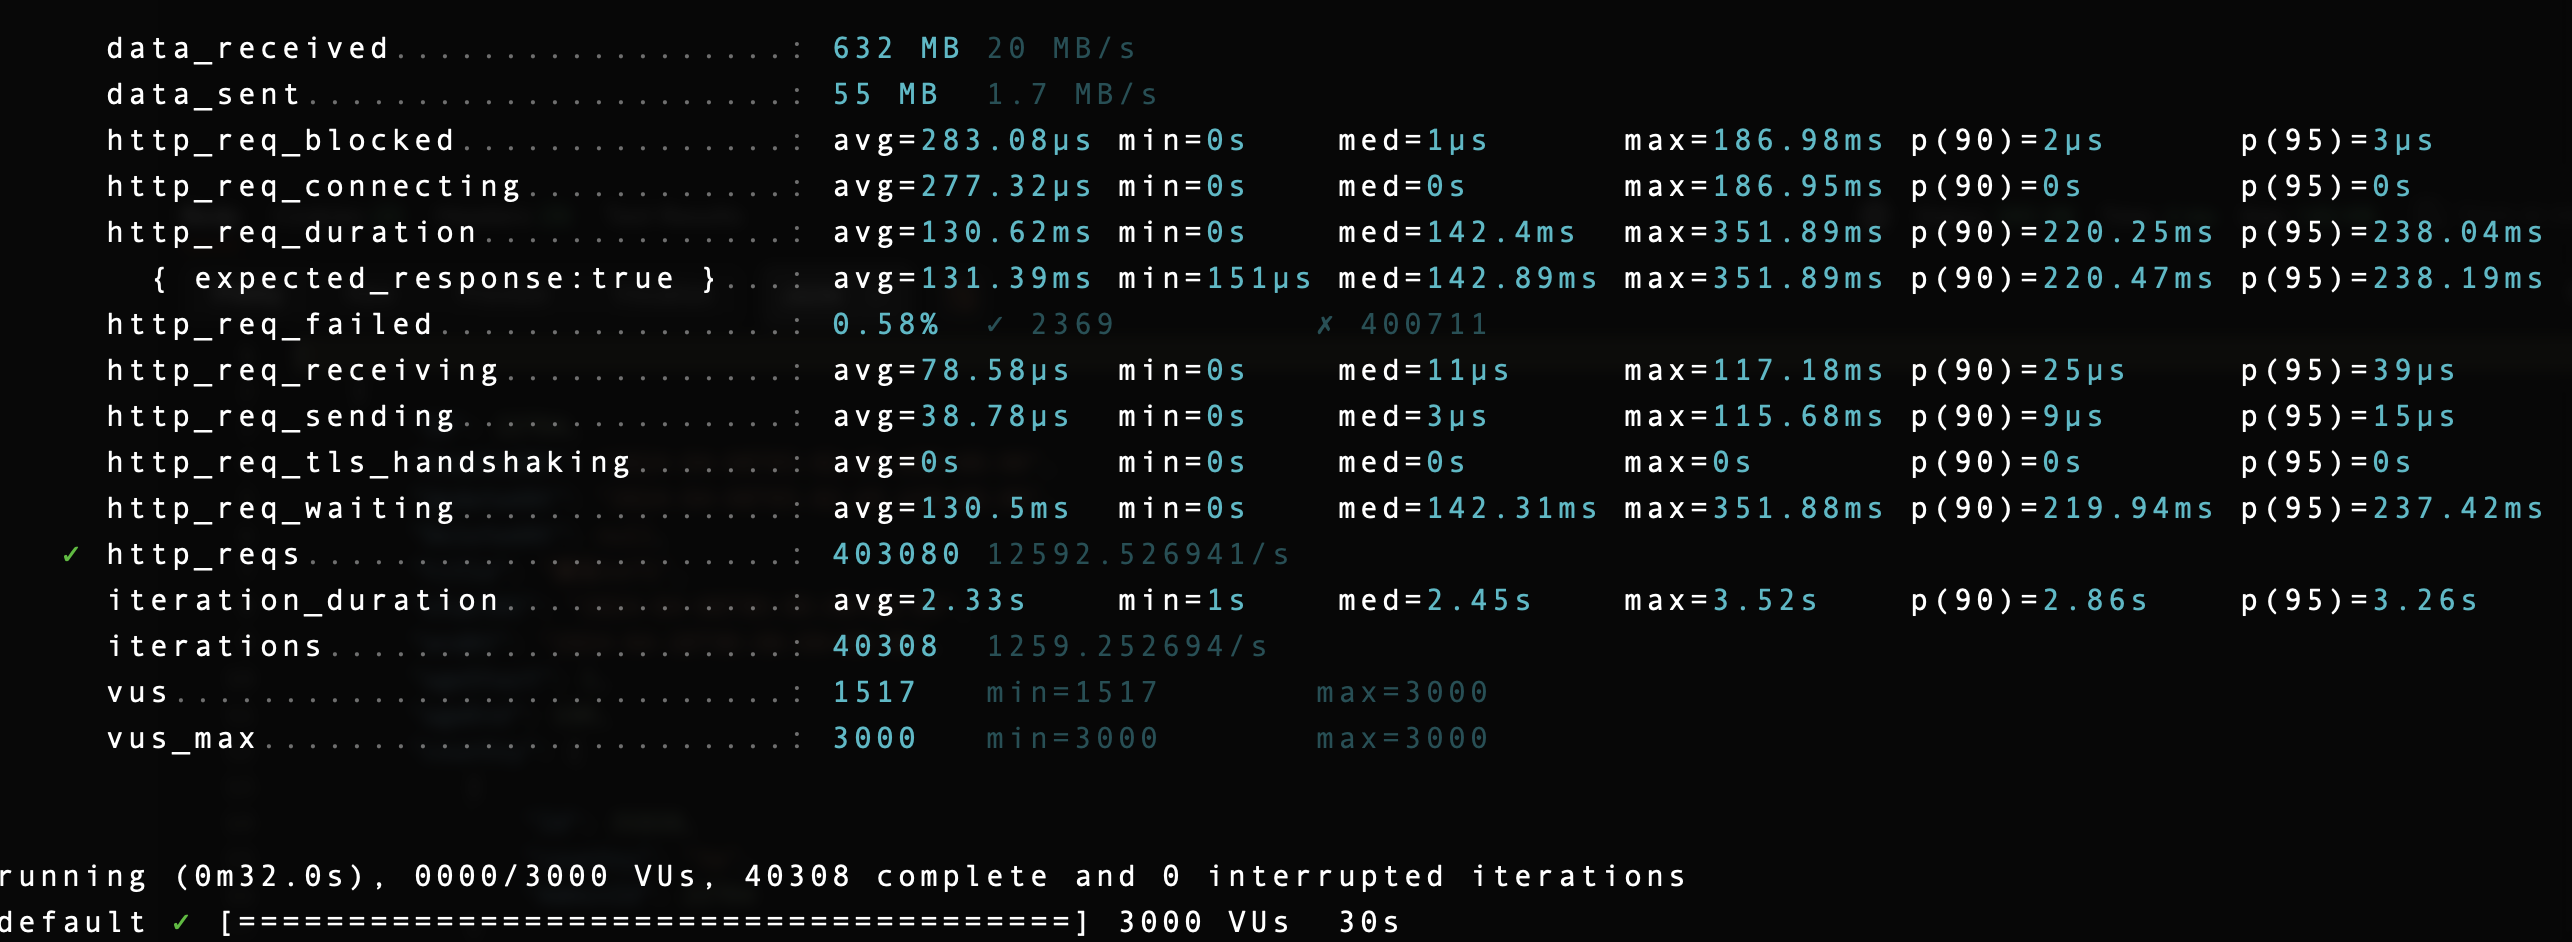 data_received..................: 632 MB 20 MB/s
data_sent......................: 55 MB 1.7 MB/s
http_req_blocked...............: avg=283.08µs min=0s med=1µs max=186.98ms p(90)=2µs p(95)=3µs
http_req_connecting............: avg=277.32µs min=0s med=0s max=186.95ms p(90)=0s p(95)=0s
http_req_duration..............: avg=130.62ms min=0s med=142.4ms max=351.89ms p(90)=220.25ms p(95)=238.04ms
{ expected_response:true }....: avg=131.39ms min=151µs med=142.89ms max=351.89ms p(90)=220.47ms p(95)=238.19ms
http_req_failed................: 0.58% ✓ 2369 ✗ 400711
http_req_receiving.............: avg=78.58µs min=0s med=11µs max=117.18ms p(90)=25µs p(95)=39µs
http_req_sending...............: avg=38.78µs min=0s med=3µs max=115.68ms p(90)=9µs p(95)=15µs
http_req_tls_handshaking.......: avg=0s min=0s med=0s max=0s p(90)=0s p(95)=0s
http_req_waiting...............: avg=130.5ms min=0s med=142.31ms max=351.88ms p(90)=219.94ms p(95)=237.42ms
✓ http_reqs......................: 403080 12592.526941/s
iteration_duration.............: avg=2.33s min=1s med=2.45s max=3.52s p(90)=2.86s p(95)=3.26s
iterations.....................: 40308 1259.252694/s
vus............................: 1517 min=1517 max=3000
vus_max........................: 3000 min=3000 max=3000
running (0m32.0s), 0000/3000 VUs, 40308 complete and 0 interrupted iterations
default ✓ [======================================] 3000 VUs 30s